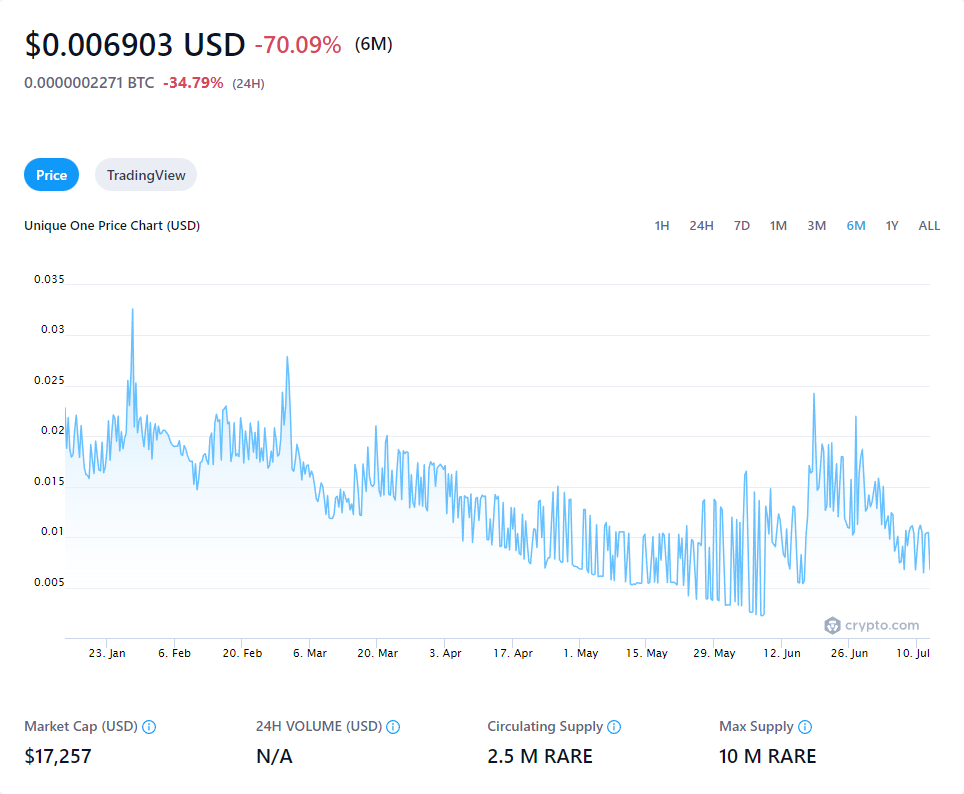 $0.006903 USD -70.09% (6M)
0.0000002271 BTC -34.79% (24H)
Price TradingView
Unique One Price Chart (USD) 1H 24H 7D 1M 3M 6M 1Y ALL
0.035
0.03
0.025
0.02
0.015
0.01
0.005
crypto.com
23. Jan 6. Feb 20. Feb 6. Mar 20. Mar 3. Apr 17. Apr 1. May 15. May 29. May 12. Jun 26. Jun 10. Jul
Market Cap (USD) 24H VOLUME (USD) Circulating Supply Max Supply
$17,257 N/A 2.5 M RARE 10 M RARE